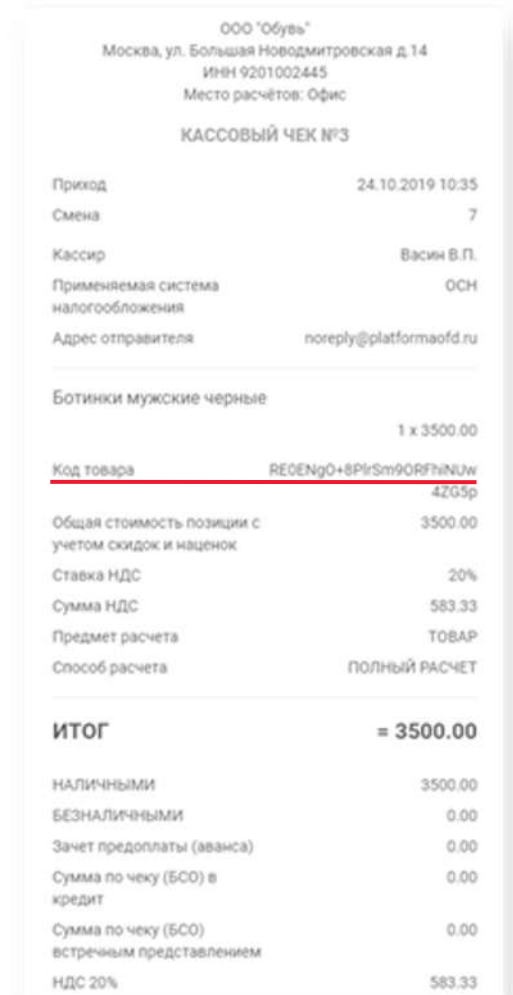 ООО "Обувь"
Москва, ул. Большая Новодмитровская д.14
ИНН 9201002445
Место расчётов: Офис
КАССОВЫЙ ЧЕК №3
Приход 24.10.2019 10:35
Смена 7
Кассир Васин В.П.
Применяемая система ОСН
налогообложения
Адрес отправителя noreply@platformaofd.ru
Ботинки мужские черные
1 x 3500.00
Код товара RE0ENgO+8PlrSm9ORFhiNUw
4ZG5p
Общая стоимость позиции с 3500.00
учетом скидок и наценок
Ставка НДС 20%
Сумма НДС 583.33
Предмет расчета ТОВАР
Способ расчета ПОЛНЫЙ РАСЧЕТ
ИТОГ = 3500.00
НАЛИЧНЫМИ 3500.00
БЕЗНАЛИЧНЫМИ 0.00
Зачет предоплаты (аванса) 0.00
Сумма по чеку (БСО) в 0.00
кредит
Сумма по чеку (БСО) 0.00
встречным представлением
НДС 20% 583.33